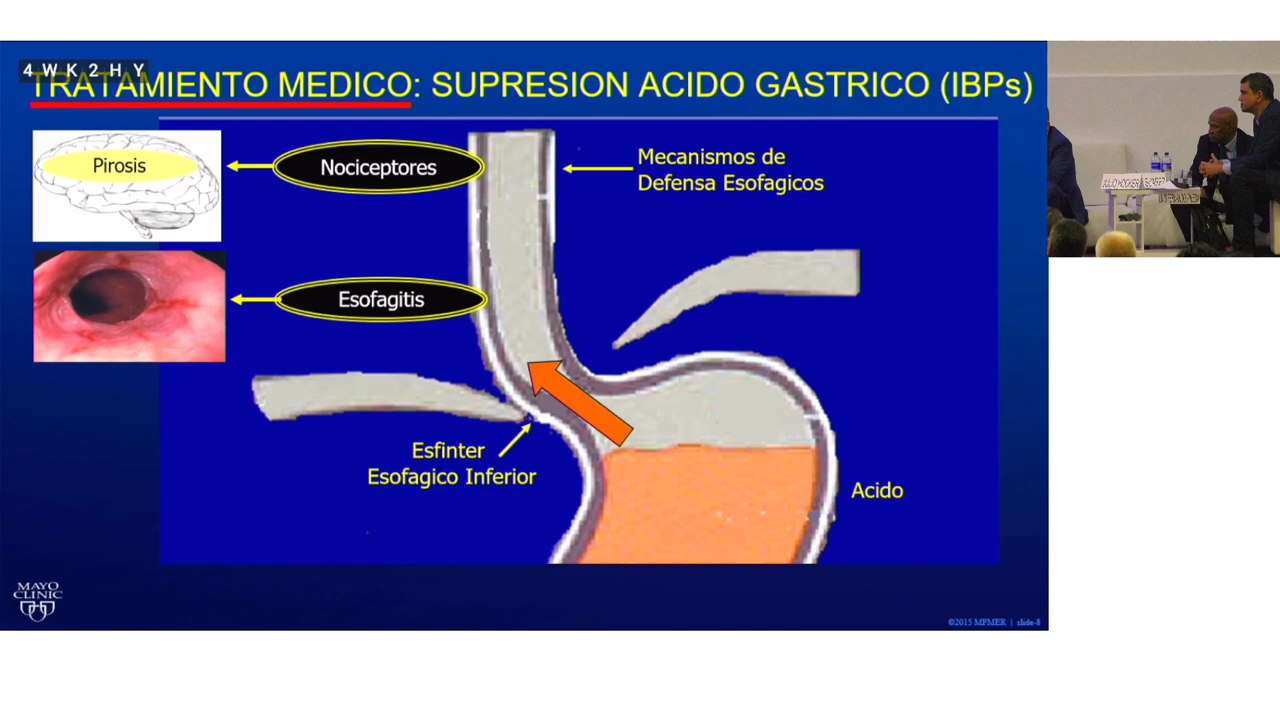 4 W K 2 H Y
TRATAMIENTO MEDICO: SUPRESION ACIDO GASTRICO (IBPs)
Pirosis
Nociceptores
Mecanismos de
Defensa Esofagicos
Esofagitis
Esfinter
Esofagico Inferior
Acido
MAYO
CLINIC
©2015 MFMER | slide-8